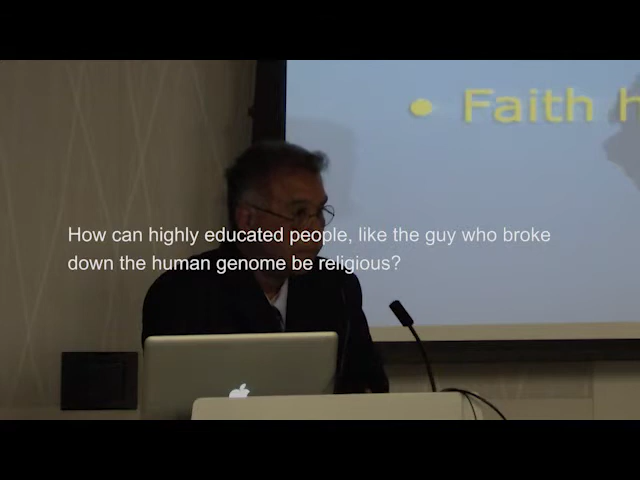 • Faith h
How can highly educated people, like the guy who broke
down the human genome be religious?